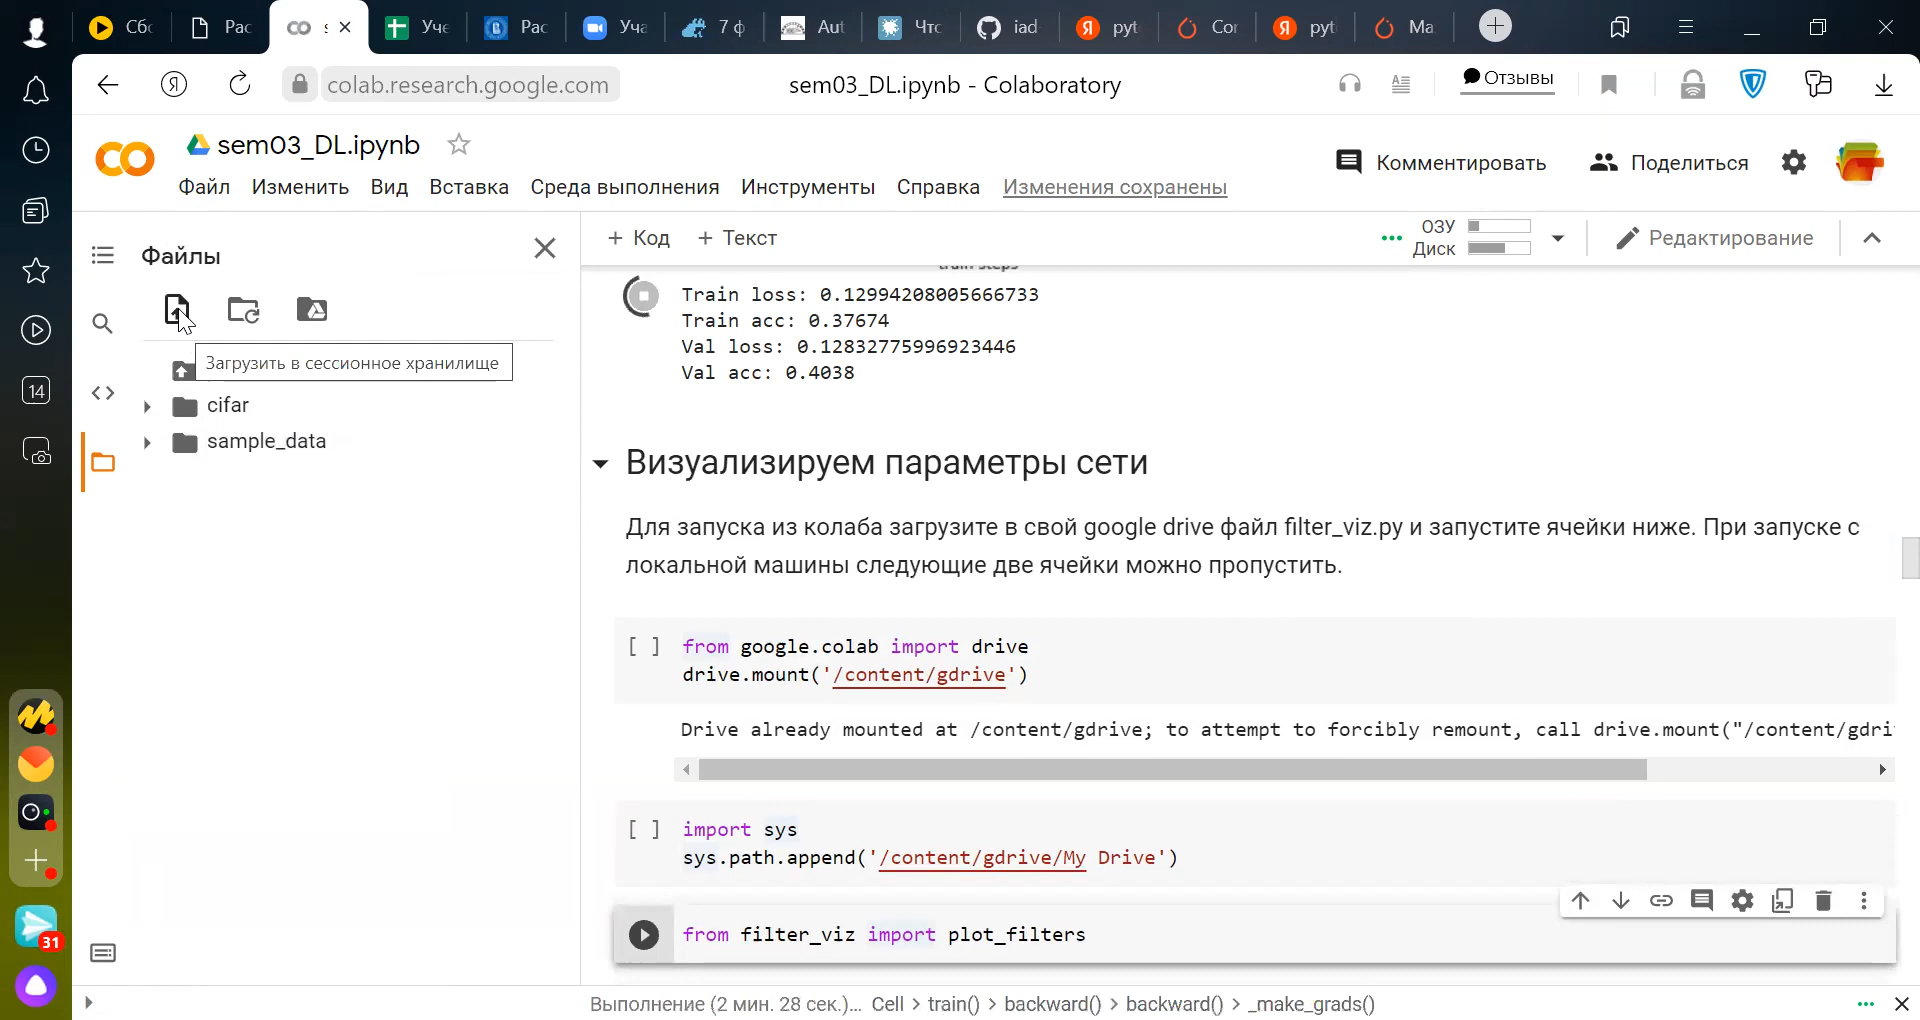 Сбо
Рас
Уче
Рас
Уча
7 ф
Aut
Что
iad
pyt
Cor
pyt
Ma
colab.research.google.com
sem03_DL.ipynb - Colaboratory
Отзывы
14
sem03_DL.ipynb
Комментировать
Поделиться
Файл Изменить Вид Вставка Среда выполнения Инструменты Справка Изменения сохранены
Файлы
+ Код + Текст
ОЗУ
Диск
Редактирование
train steps
Train loss: 0.12994208005666733
Train acc: 0.37674
Val loss: 0.12832775996923446
Val acc: 0.4038
Загрузить в сессионное хранилище
cifar
sample_data
Визуализируем параметры сети
Для запуска из колаба загрузите в свой google drive файл filter_viz.py и запустите ячейки ниже. При запуске с
локальной машины следующие две ячейки можно пропустить.
[ ] from google.colab import drive
drive.mount('/content/gdrive')
Drive already mounted at /content/gdrive; to attempt to forcibly remount, call drive.mount("/content/gdri
[ ] import sys
sys.path.append('/content/gdrive/My Drive')
from filter_viz import plot_filters
31
Выполнение (2 мин. 28 сек.)... Cell > train() > backward() > backward() > _make_grads()